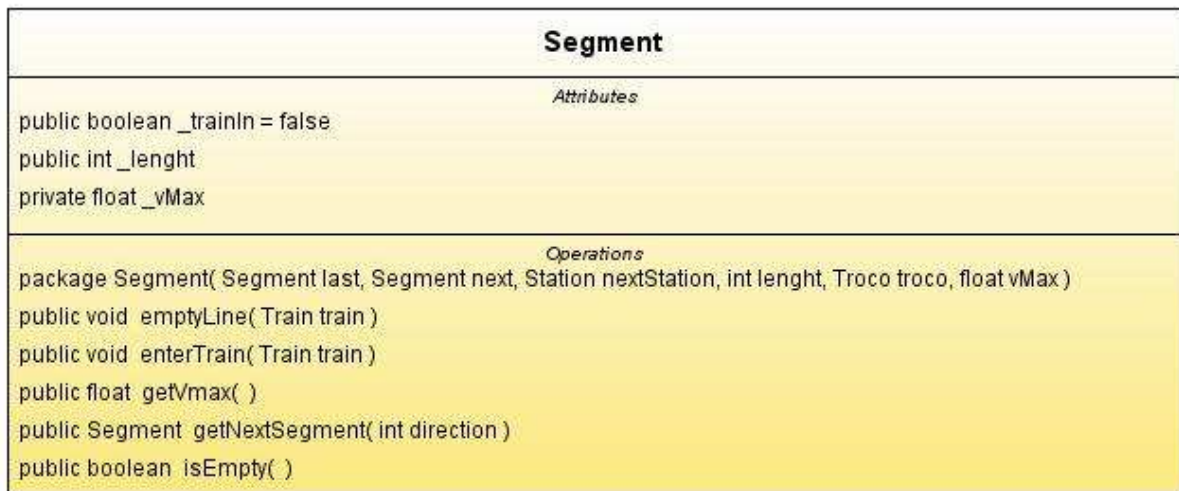 Segment
Attributes
public boolean _trainIn = false
public int _lenght
private float _vMax
Operations
package Segment( Segment last, Segment next, Station nextStation, int lenght, Troco troco, float vMax )
public void emptyLine( Train train )
public void enterTrain( Train train )
public float getVmax( )
public Segment getNextSegment( int direction )
public boolean isEmpty( )